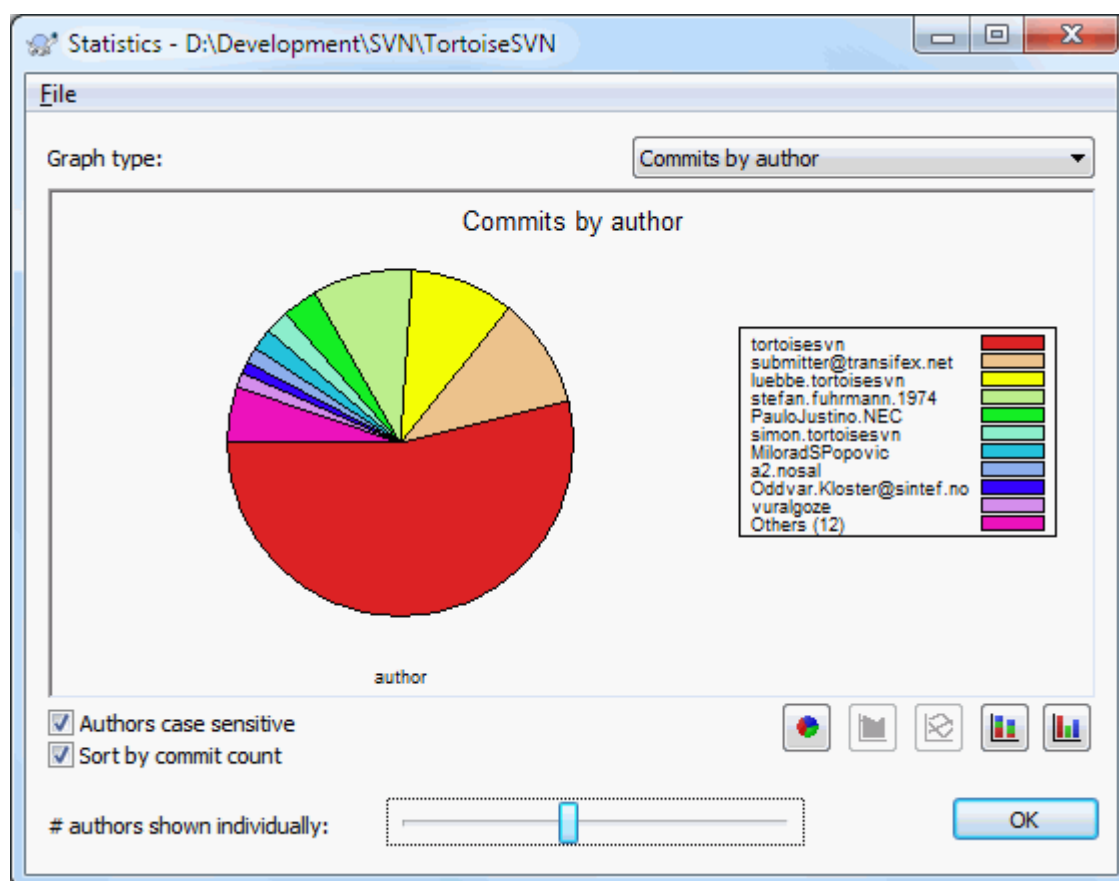 Statistics - D:\Development\SVN\TortoiseSVN
File
Graph type:
Commits by author
Commits by author
tortoisesvn
submitter@transifex.net
luebbe.tortoisesvn
stefan.fuhrmann.1974
PauloJustino.NEC
simon.tortoisesvn
MiloradSPopovic
a2.nosal
Oddvar.Kloster@sintef.no
vuralgoze
Others (12)
author
Authors case sensitive
Sort by commit count
# authors shown individually:
OK